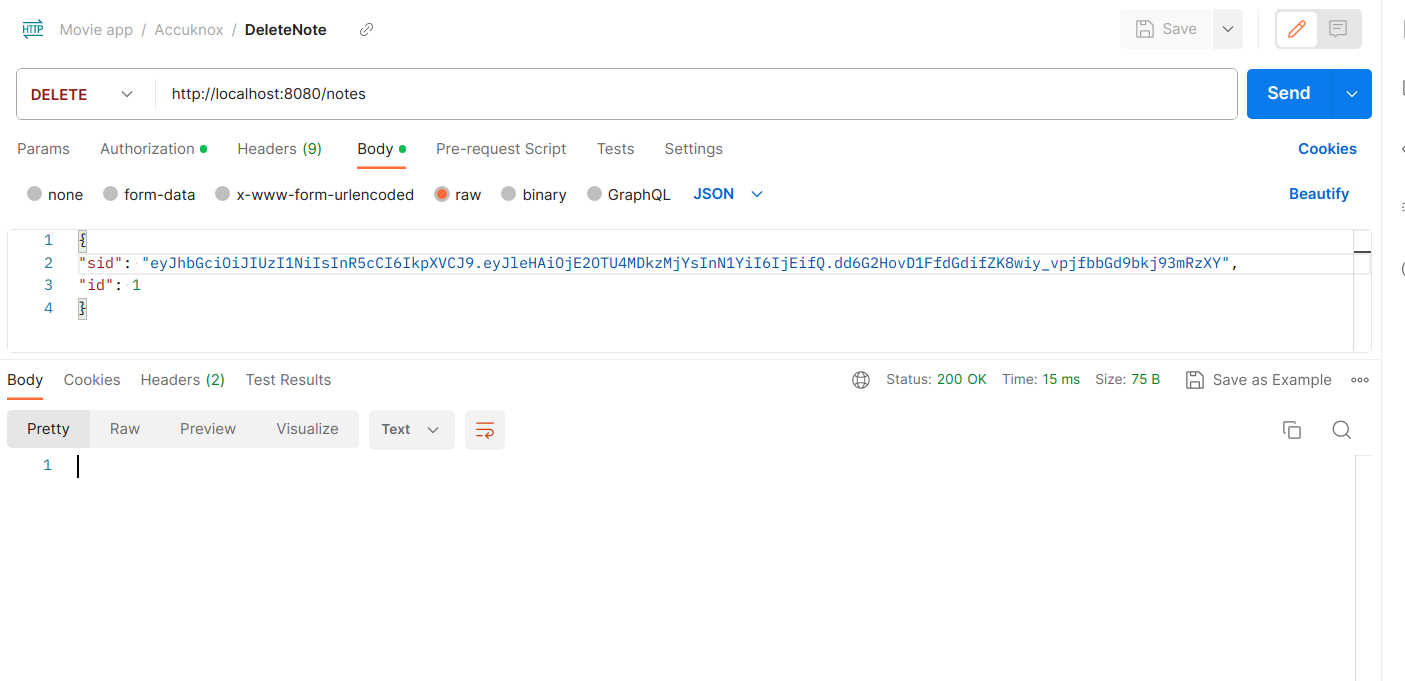 HTTP Movie app / Accuknox / DeleteNote Save
DELETE http://localhost:8080/notes Send
Params Authorization Headers (9) Body Pre-request Script Tests Settings Cookies
none form-data x-www-form-urlencoded raw binary GraphQL JSON Beautify
1 {
2 "sid": "eyJhbGciOiJIUzI1NiIsInR5cCI6IkpXVCJ9.eyJleHAiOjE2OTU4MDkzMjYsInN1YiI6IjEifQ.dd6G2HovD1FfdGdifZK8wiy_vpjfbbGd9bkj93mRzXY",
3 "id": 1
4 }
Body Cookies Headers (2) Test Results Status: 200 OK Time: 15 ms Size: 75 B Save as Example
Pretty Raw Preview Visualize Text
1